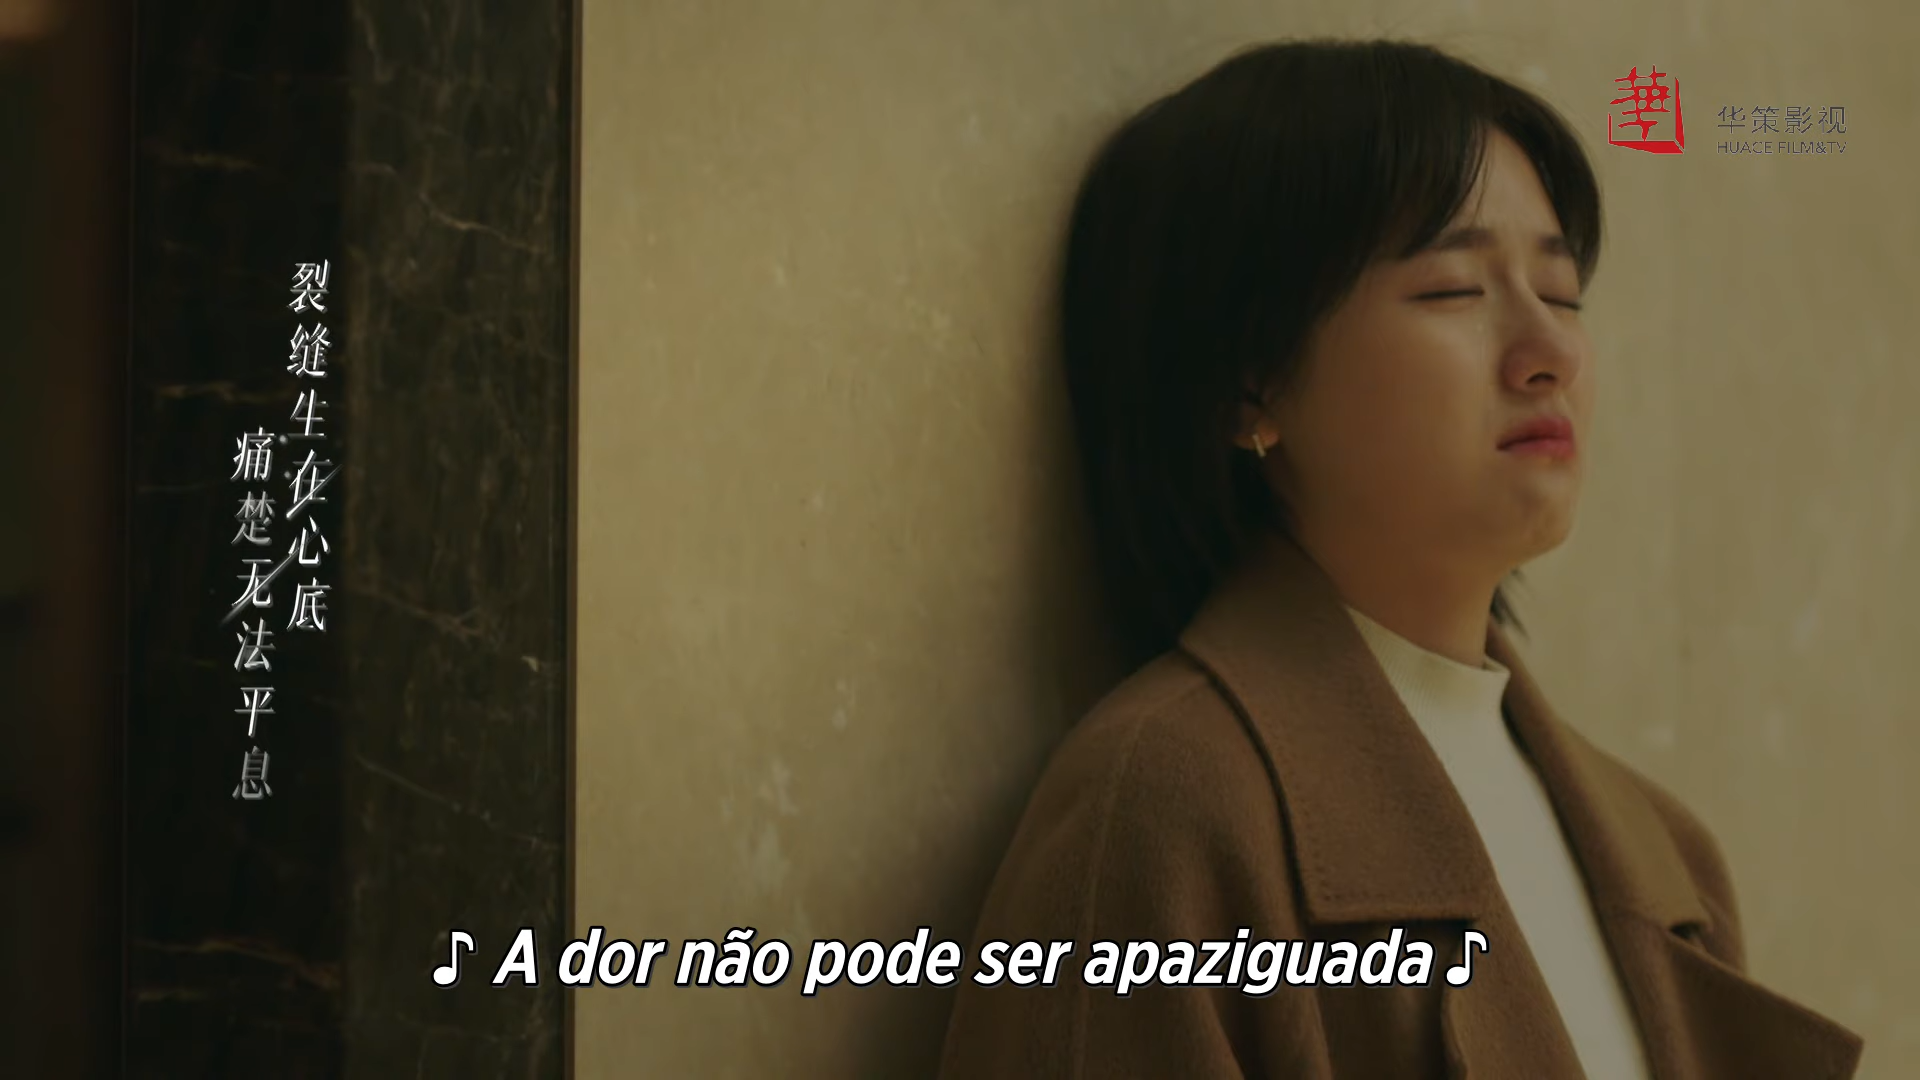 華
华策影视
HUACE FILM&TV
裂缝生在心底
痛楚无法平息
♪ A dor não pode ser apaziguada ♪